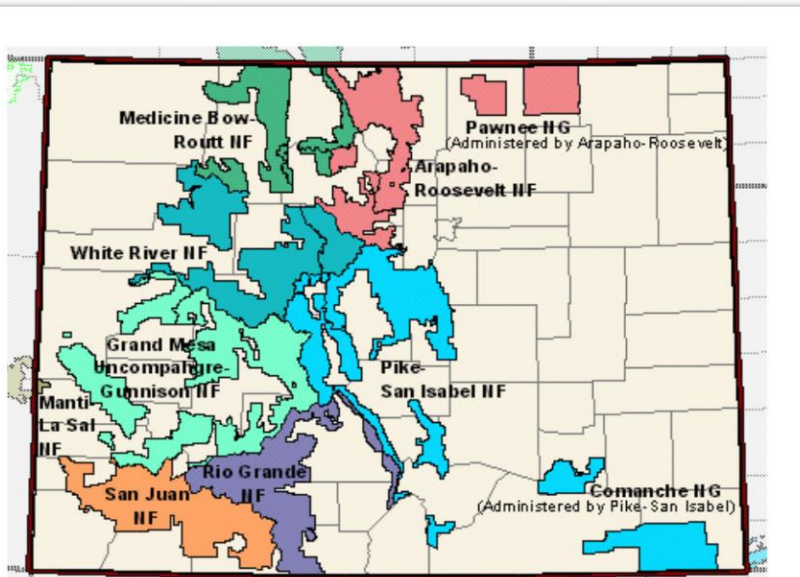 Medicine Bow-
Routt NF
Pawnee NG
(Administered by Arapaho-Roosevelt)
Arapaho-
Roosevelt NF
White River NF
Grand Mesa
Uncompahgre-
Gunnison NF
Pike-
San Isabel NF
Manti
La Sal
NF
Rio Grande
NF
San Juan
NF
Comanche NG
(Administered by Pike-San Isabel)